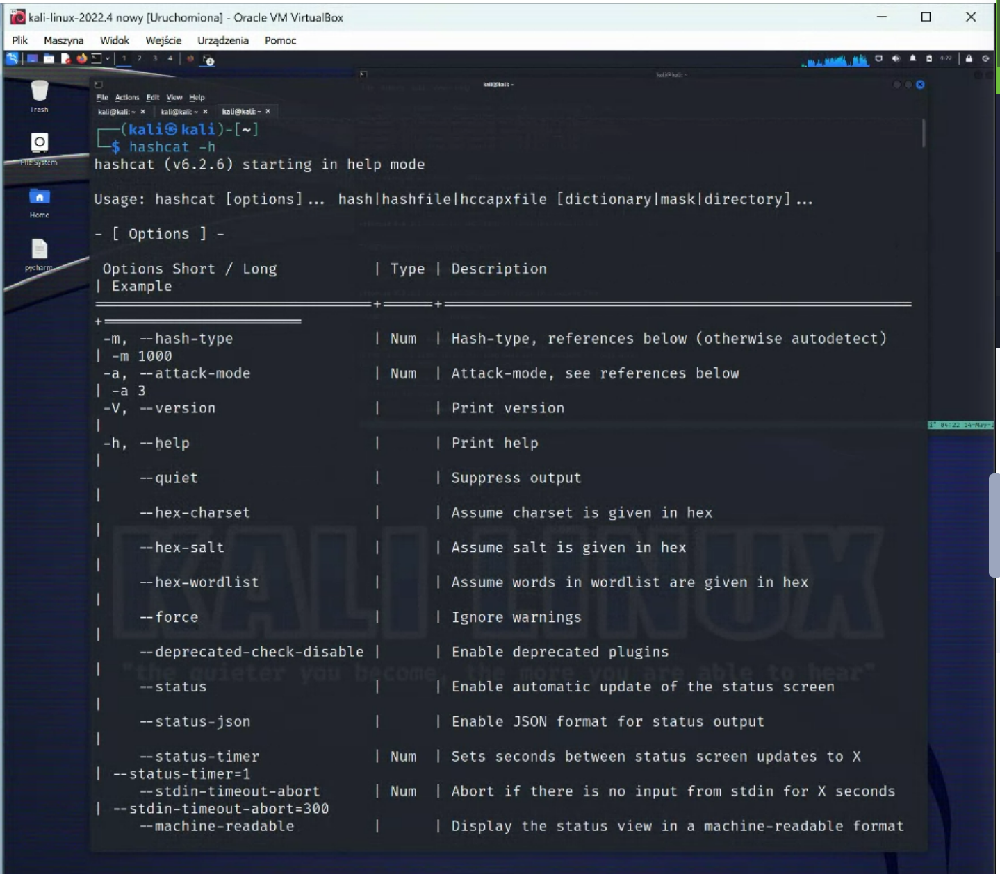 kali-linux-2022.4 nowy [Uruchomiona] - Oracle VM VirtualBox
Plik Maszyna Widok Wejście Urządzenia Pomoc
1 2 3 4
4:22
kali@kali: ~
kali@kali: ~
File Actions Edit View Help
kali@kali: ~ × kali@kali: ~ × kali@kali: ~ ×
Trash
File System
Home
pycharm
┌──(kali㉿kali)-[~]
└─$ hashcat -h
hashcat (v6.2.6) starting in help mode
Usage: hashcat [options]... hash|hashfile|hccapxfile [dictionary|mask|directory]...
- [ Options ] -
Options Short / Long | Type | Description
| Example
-m, --hash-type | Num | Hash-type, references below (otherwise autodetect)
| -m 1000
-a, --attack-mode | Num | Attack-mode, see references below
| -a 3
-V, --version | | Print version
|
-h, --help | | Print help
|
--quiet | | Suppress output
|
--hex-charset | | Assume charset is given in hex
|
--hex-salt | | Assume salt is given in hex
|
--hex-wordlist | | Assume words in wordlist are given in hex
|
--force | | Ignore warnings
|
--deprecated-check-disable | | Enable deprecated plugins
|
--status | | Enable automatic update of the status screen
|
--status-json | | Enable JSON format for status output
|
--status-timer | Num | Sets seconds between status screen updates to X
| --status-timer=1
--stdin-timeout-abort | Num | Abort if there is no input from stdin for X seconds
| --stdin-timeout-abort=300
--machine-readable | | Display the status view in a machine-readable format
KALI LINUX
"the quieter you become, the more you are able to hear"
04:22 14-May-